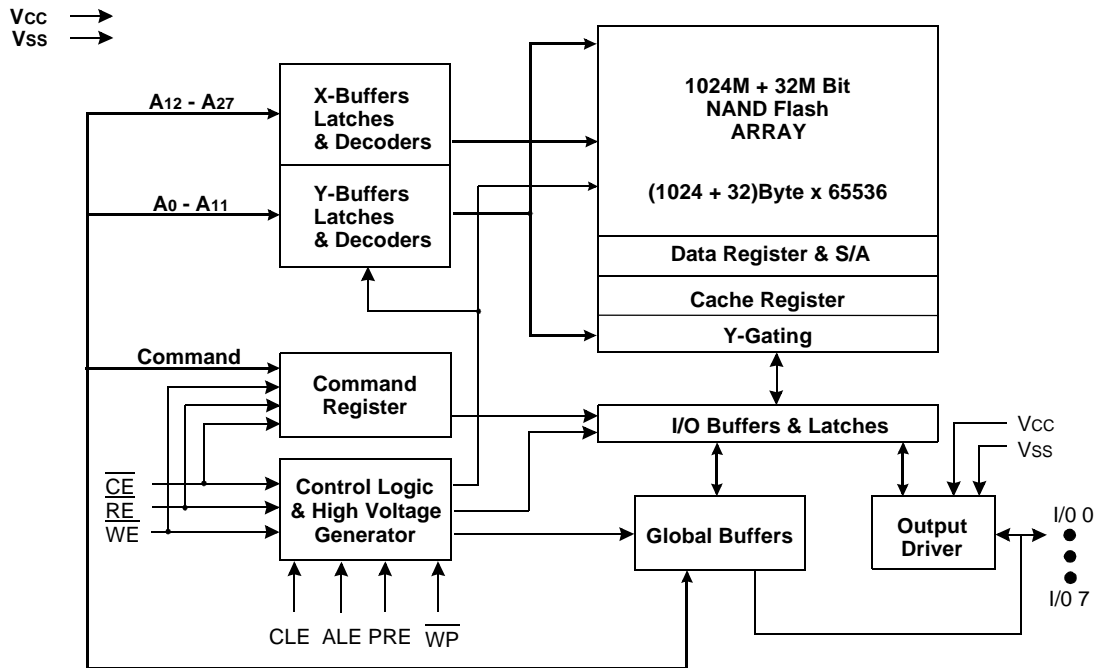 VCC
VSS
A12 - A27
X-Buffers
Latches
& Decoders
A0 - A11
Y-Buffers
Latches
& Decoders
1024M + 32M Bit
NAND Flash
ARRAY
(1024 + 32)Byte x 65536
Data Register & S/A
Cache Register
Y-Gating
Command
Command
Register
I/O Buffers & Latches
VCC
VSS
CE
RE
WE
Control Logic
& High Voltage
Generator
Global Buffers
Output
Driver
I/0 0
I/0 7
CLE ALE PRE WP